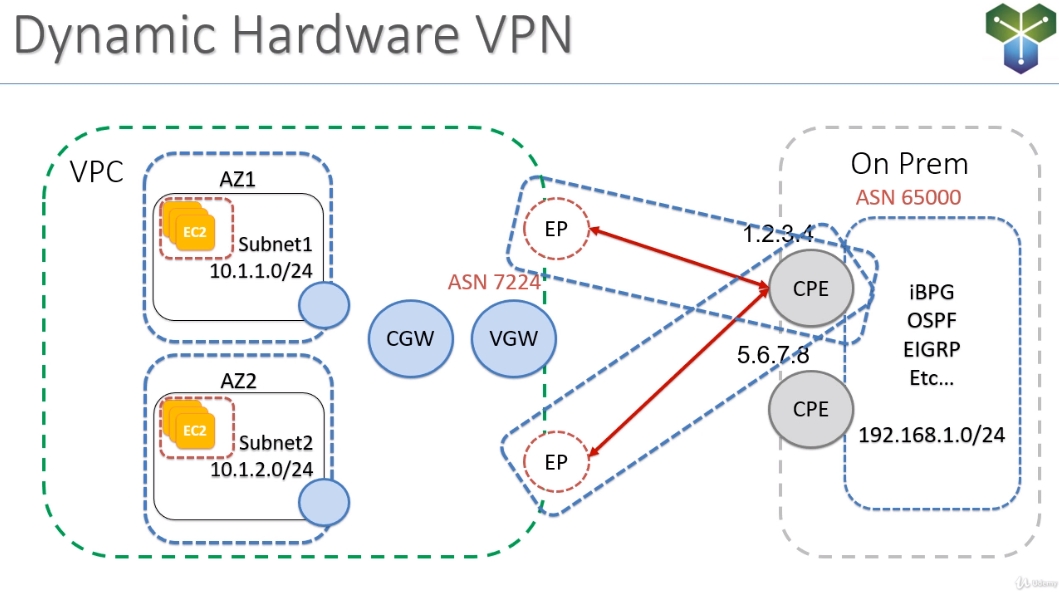 Dynamic Hardware VPN
VPC
AZ1
EC2
Subnet1
10.1.1.0/24
AZ2
EC2
Subnet2
10.1.2.0/24
CGW
VGW
ASN 7224
EP
EP
1.2.3.4
CPE
5.6.7.8
CPE
On Prem
ASN 65000
iBPG
OSPF
EIGRP
Etc...
192.168.1.0/24
Udemy